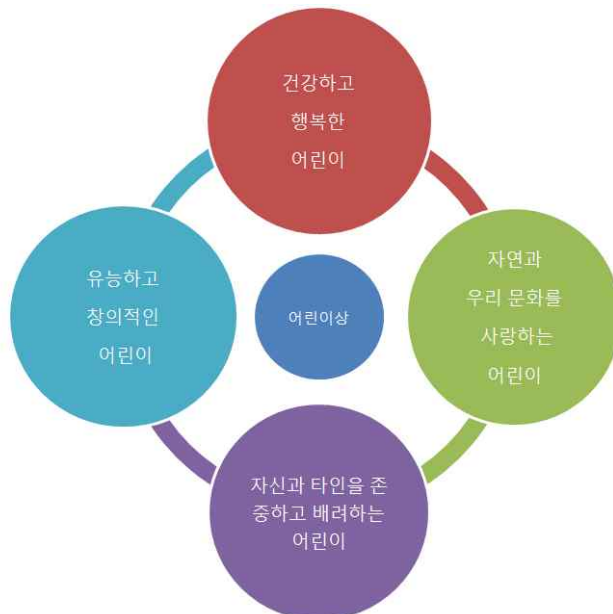 건강하고
행복한
어린이
유능하고
창의적인
어린이
어린이상
자연과
우리 문화를
사랑하는
어린이
자신과 타인을 존
중하고 배려하는
어린이